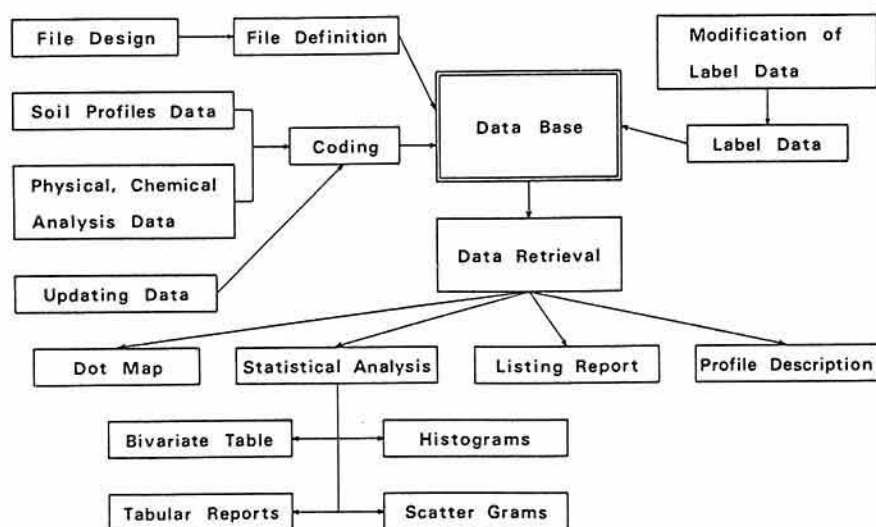 File Design
File Definition
Modification of
Label Data
Soil Profiles Data
Coding
Data Base
Label Data
Physical, Chemical
Analysis Data
Data Retrieval
Updating Data
Dot Map
Statistical Analysis
Listing Report
Profile Description
Bivariate Table
Histograms
Tabular Reports
Scatter Grams